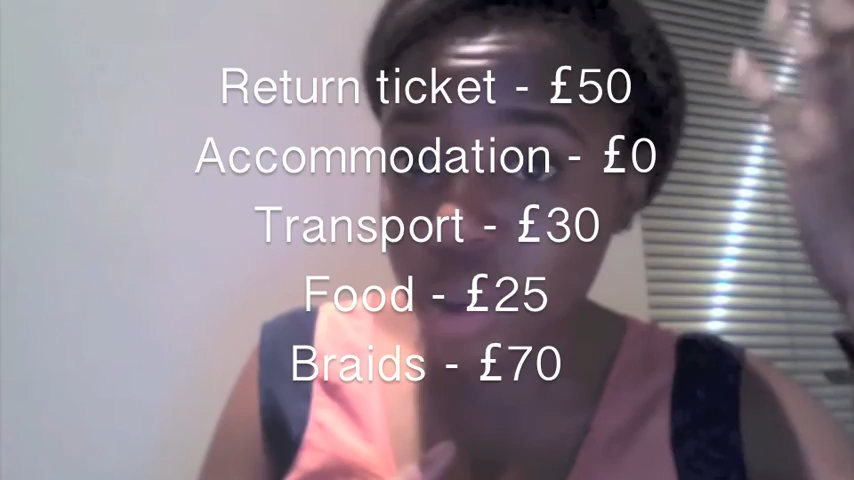 Return ticket - £50
Accommodation - £0
Transport - £30
Food - £25
Braids - £70